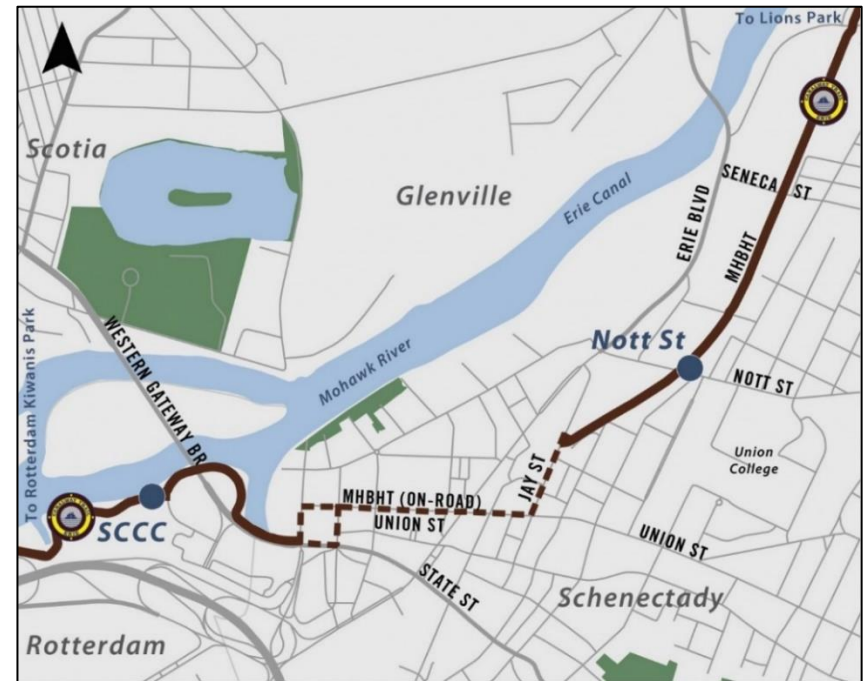 To Lions Park
Scotia
Glenville
Erie Canal
SENECA ST
ERIE BLVD
MHBHT
To Rotterdam Kiwanis Park
WESTERN GATEWAY BR
Mohawk River
Nott St
NOTT ST
Union
College
JAY ST
MHBHT (ON-ROAD)
UNION ST
SCCC
UNION ST
STATE ST
Schenectady
Rotterdam